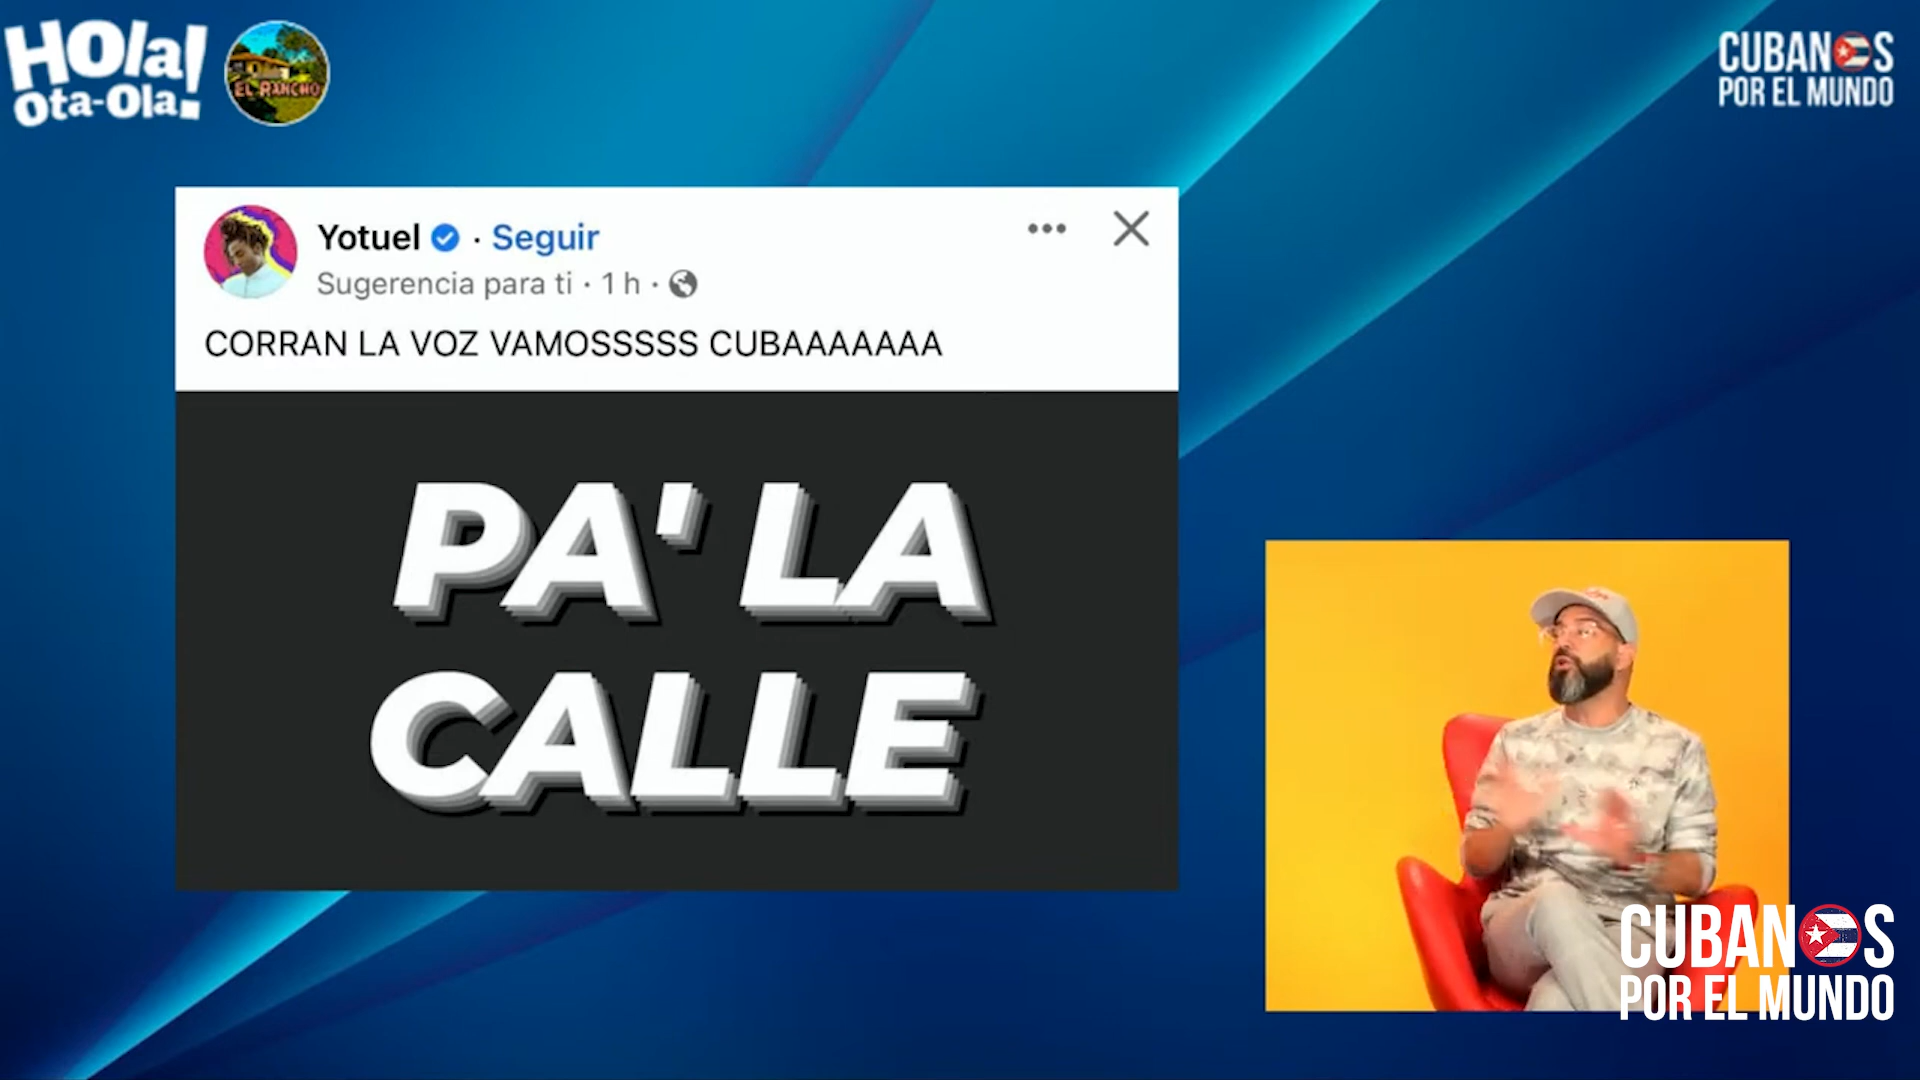 HOla!
Ota-Ola!
EL RANCHO
CUBANOS
POR EL MUNDO
Yotuel · Seguir
Sugerencia para ti · 1 h ·
CORRAN LA VOZ VAMOSSSSS CUBAAAAAAA
PA' LA
CALLE
CUBANOS
POR EL MUNDO